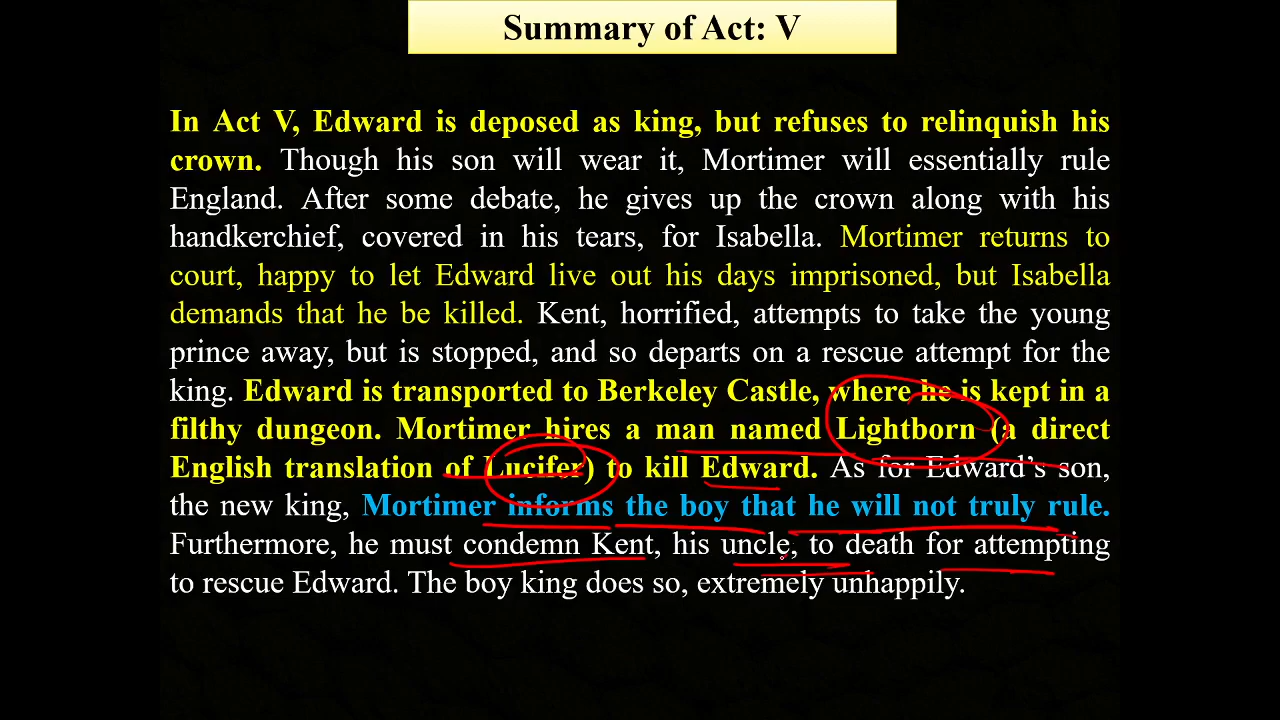 Summary of Act: V
In Act V, Edward is deposed as king, but refuses to relinquish his
crown. Though his son will wear it, Mortimer will essentially rule
England. After some debate, he gives up the crown along with his
handkerchief, covered in his tears, for Isabella. Mortimer returns to
court, happy to let Edward live out his days imprisoned, but Isabella
demands that he be killed. Kent, horrified, attempts to take the young
prince away, but is stopped, and so departs on a rescue attempt for the
king. Edward is transported to Berkeley Castle, where he is kept in a
filthy dungeon. Mortimer hires a man named Lightborn (a direct
English translation of Lucifer) to kill Edward. As for Edward's son,
the new king, Mortimer informs the boy that he will not truly rule.
Furthermore, he must condemn Kent, his uncle, to death for attempting
to rescue Edward. The boy king does so, extremely unhappily.